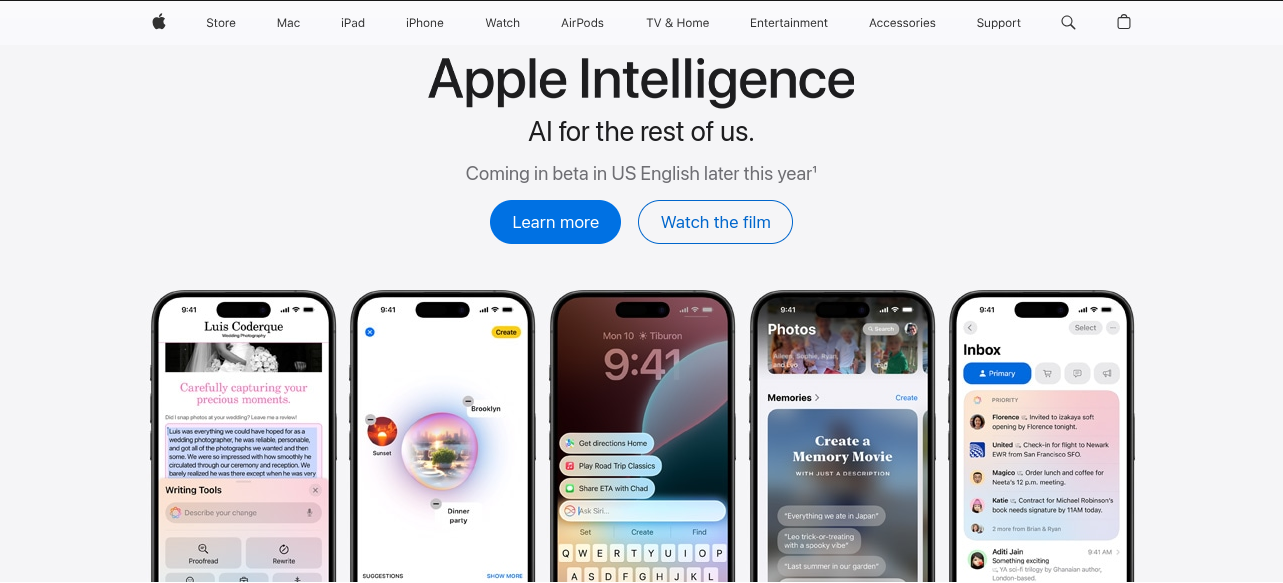 Store
Mac
iPad
iPhone
Watch
AirPods
TV & Home
Entertainment
Accessories
Support
Apple Intelligence
AI for the rest of us.
Coming in beta in US English later this year¹
Learn more
Watch the film
9:41
Luis Coderque
Wedding Photography
Carefully capturing your
precious moments.
Did I snap photos at your wedding? Leave me a review!
Luis was everything we could have hoped for as a
wedding photographer, he was reliable, personable,
and got all of the photographs we wanted and then
some. We were so impressed with how smoothly he
circulated through our ceremony and reception. We
barely realized he was there except when he was very
Writing Tools
Describe your change
Proofread
Rewrite
9:41
Create
Brooklyn
Sunset
Dinner
party
SUGGESTIONS
SHOW MORE
Mon 10 Tiburon
9:41
Get directions Home
Play Road Trip Classics
Share ETA with Chad
Ask Siri...
Set
Create
Find
Q W E R T Y U I O P
A S D F G H J K L
9:41
Photos
Search
Aileen, Sophie, Ryan,
and Leo
Memories
Create
Create a
Memory Movie
WITH JUST A DESCRIPTION
“Everything we ate in Japan”
“Leo trick-or-treating
with a spooky vibe”
“Last summer in our garden”
9:41
Select
Inbox
Primary
PRIORITY
Florence Invited to izakaya soft
opening by Florence tonight.
United Check-in for flight to Newark
EWR from San Francisco SFO.
Magico Order lunch and coffee for
Neeta's 12 p.m. meeting.
Katie Contract for Michael Robinson's
book needs signature by 11AM today.
2 more from Brian & Ryan
Aditi Jain
9:41 AM
Something exciting
YA sci-fi trilogy by Ghanaian author,
London-based.